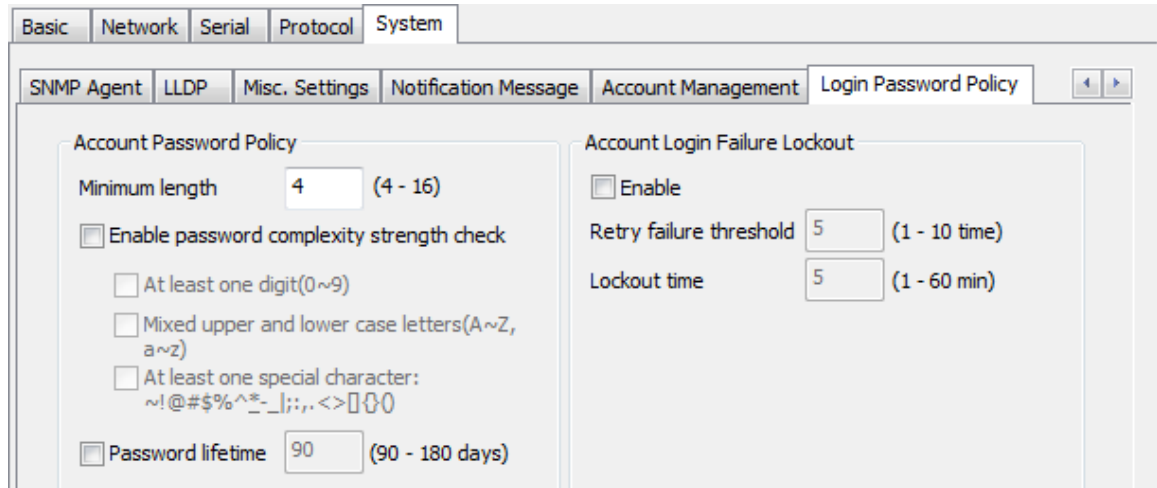 Basic Network Serial Protocol System
SNMP Agent LLDP Misc. Settings Notification Message Account Management Login Password Policy
Account Password Policy
Minimum length 4 (4 - 16)
Enable password complexity strength check
At least one digit(0~9)
Mixed upper and lower case letters(A~Z,
a~z)
At least one special character:
~!@#$%^*-_|;:,.<>[]{}()
Password lifetime 90 (90 - 180 days)
Account Login Failure Lockout
Enable
Retry failure threshold 5 (1 - 10 time)
Lockout time 5 (1 - 60 min)